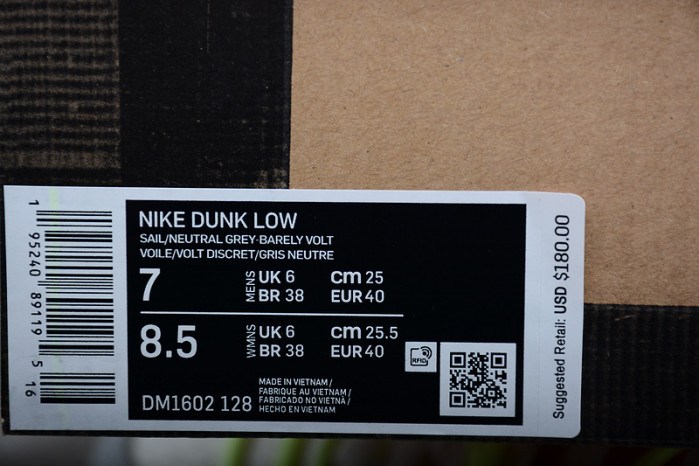 NIKE DUNK LOW
SAIL/NEUTRAL GREY-BARELY VOLT
VOILE/VOLT DISCRET/GRIS NEUTRE
7 MENS UK 6 cm 25
BR 38 EUR 40
8.5 WMNS UK 6 cm 25.5
BR 38 EUR 40
RFID
DM1602 128
MADE IN VIETNAM /
FABRIQUE AU VIETNAM /
FABRICADO NO VIETNÃ /
HECHO EN VIETNAM
1 95240 89119 5 16
Suggested Retail: USD $180.00